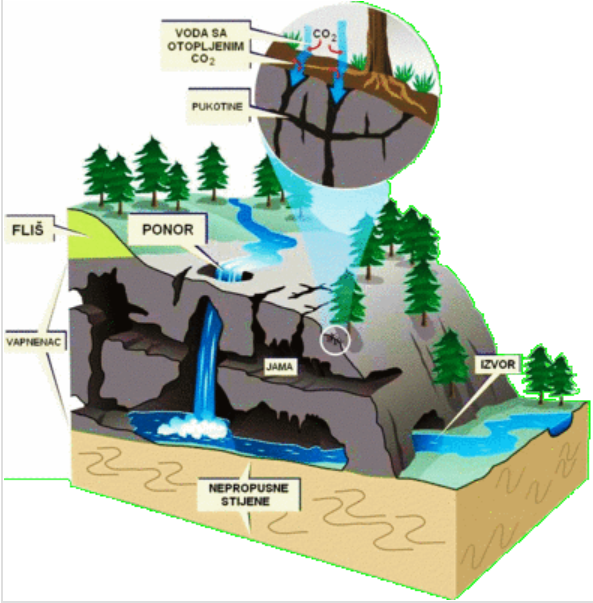 VODA SA
OTOPLJENIM
CO₂
CO₂
PUKOTINE
FLIŠ
PONOR
VAPNENAC
JAMA
IZVOR
NEPROPUSNE
STIJENE